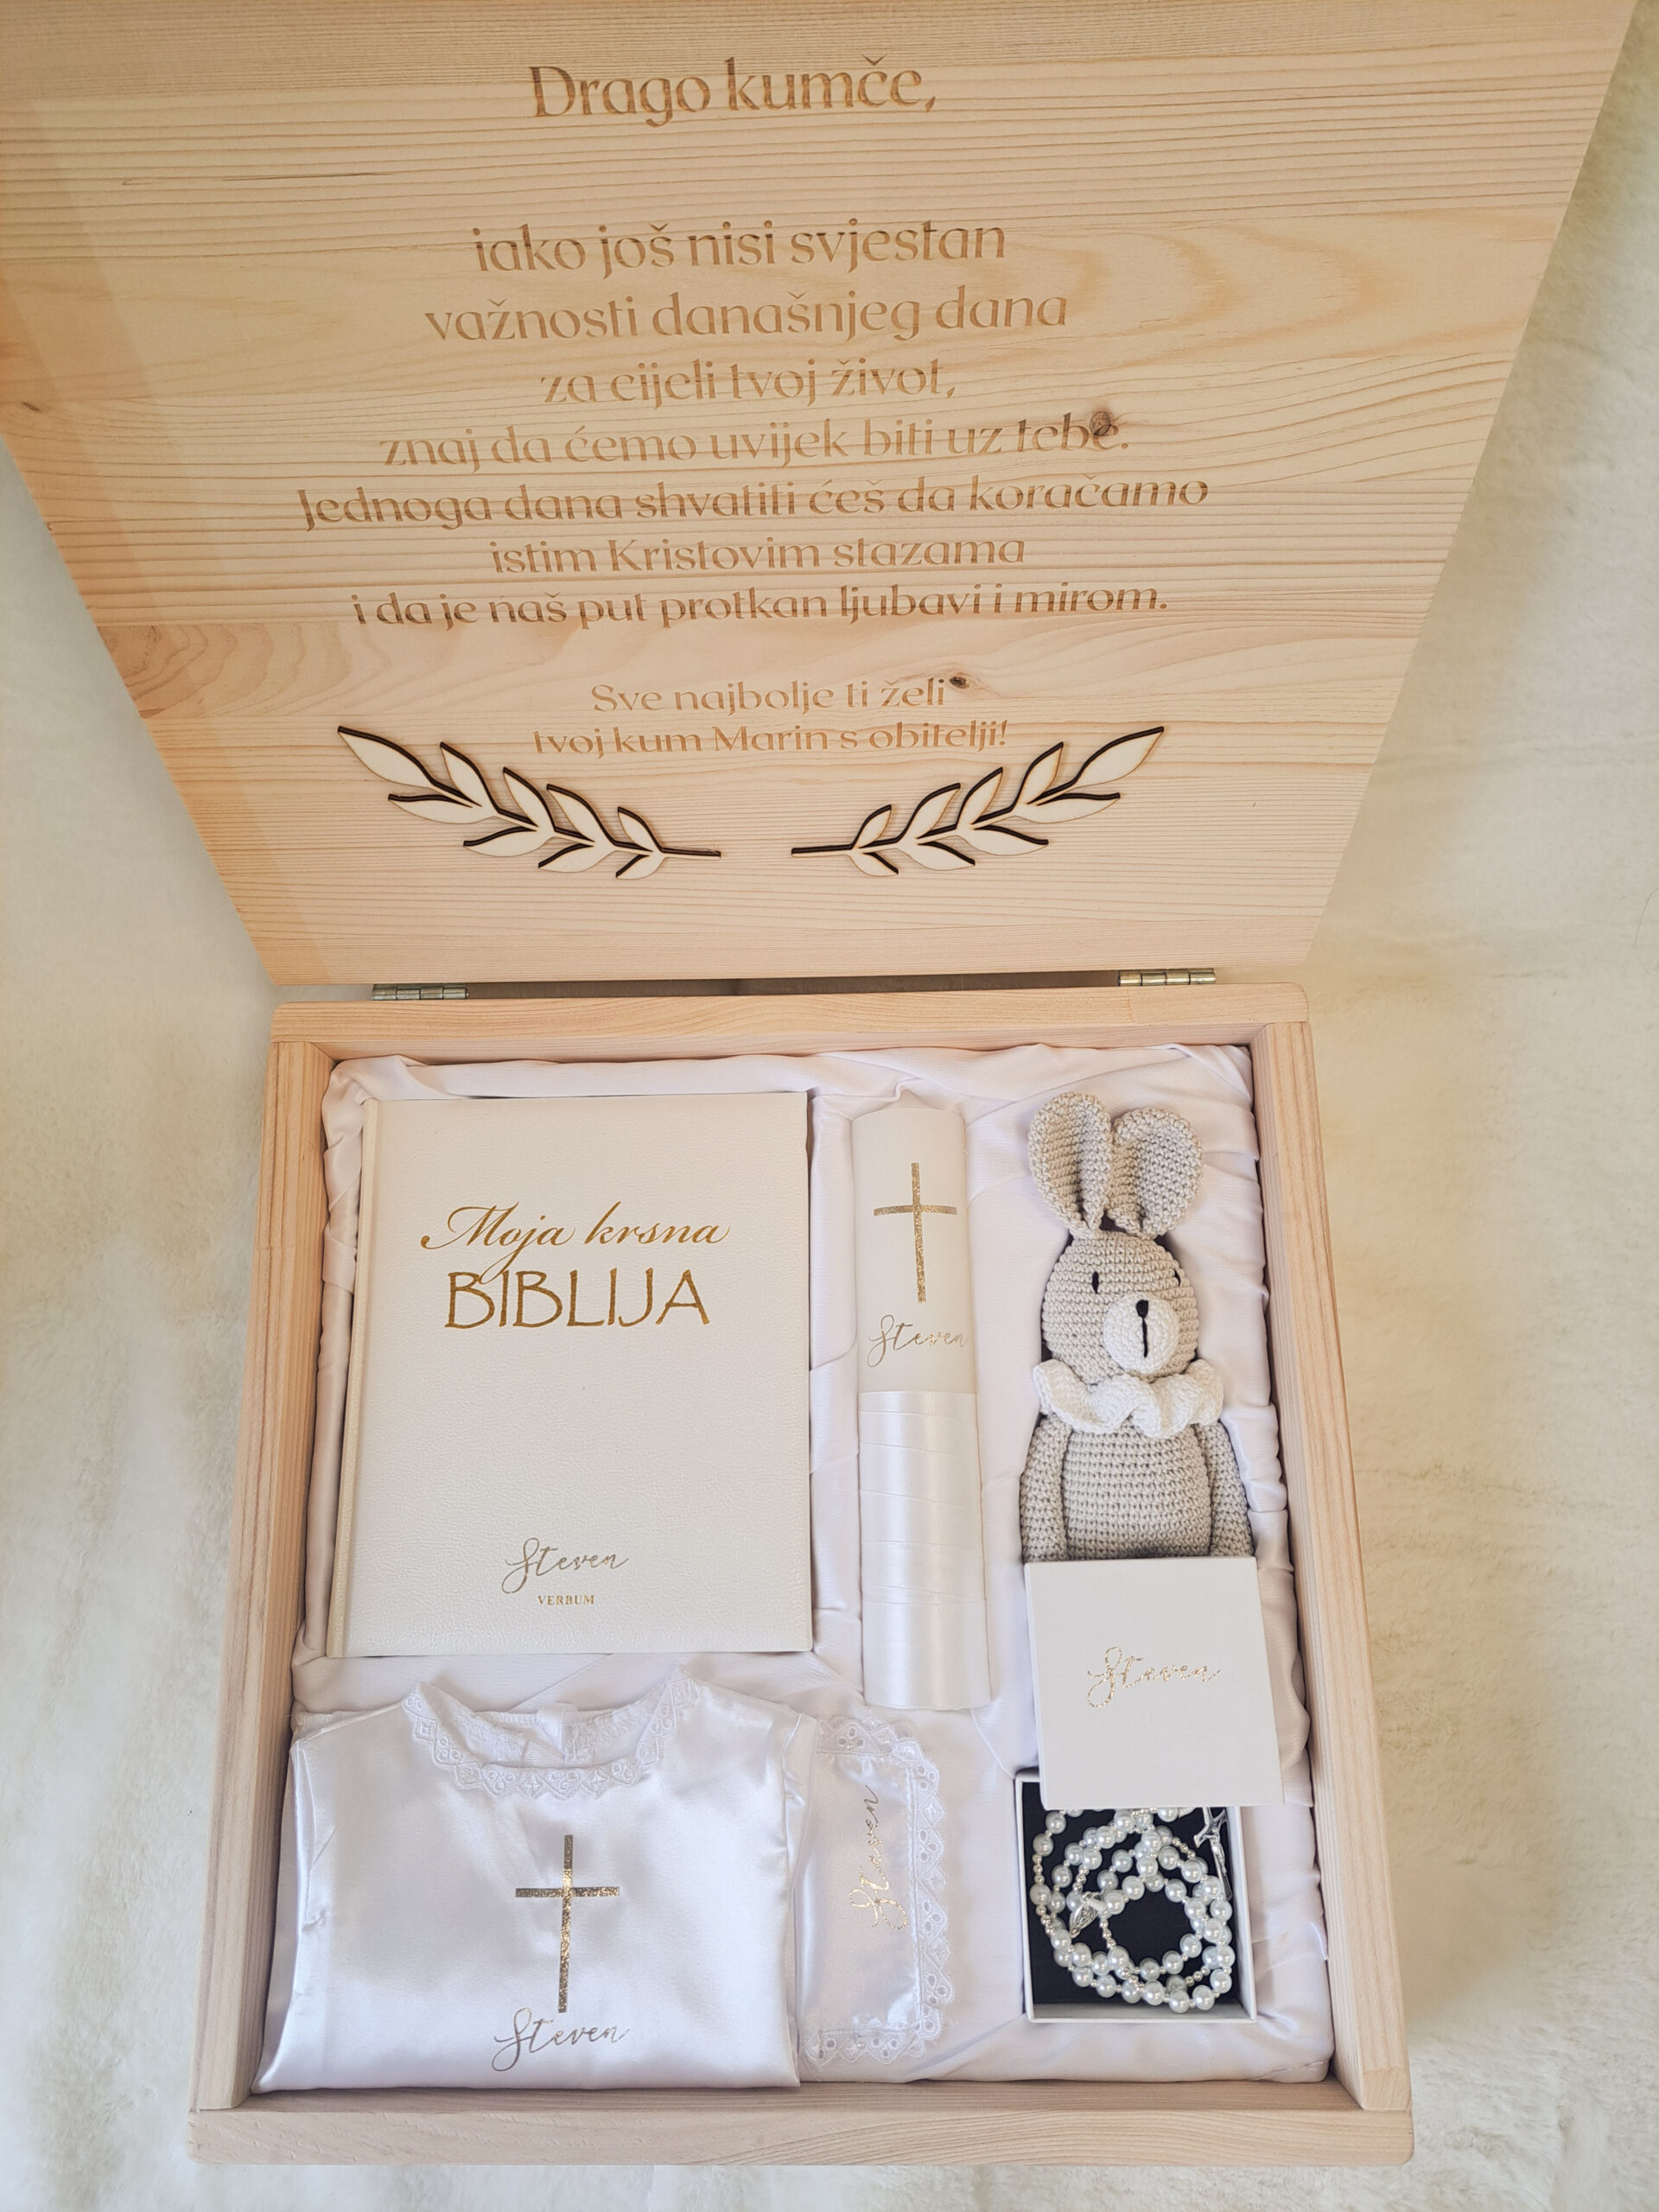 Drago kumče,
iako još nisi svjestan
važnosti današnjeg dana
za cijeli tvoj život,
znaj da ćemo uvijek biti uz tebe.
Jednoga dana shvatiti ćeš da koračamo
istim Kristovim stazama
i da je naš put protkan ljubavi i mirom.
Sve najbolje ti želi
tvoj kum Marin s obitelji!
Moja krsna
BIBLIJA
Steven
VERBUM
Steven
Steven
Steven
Steven